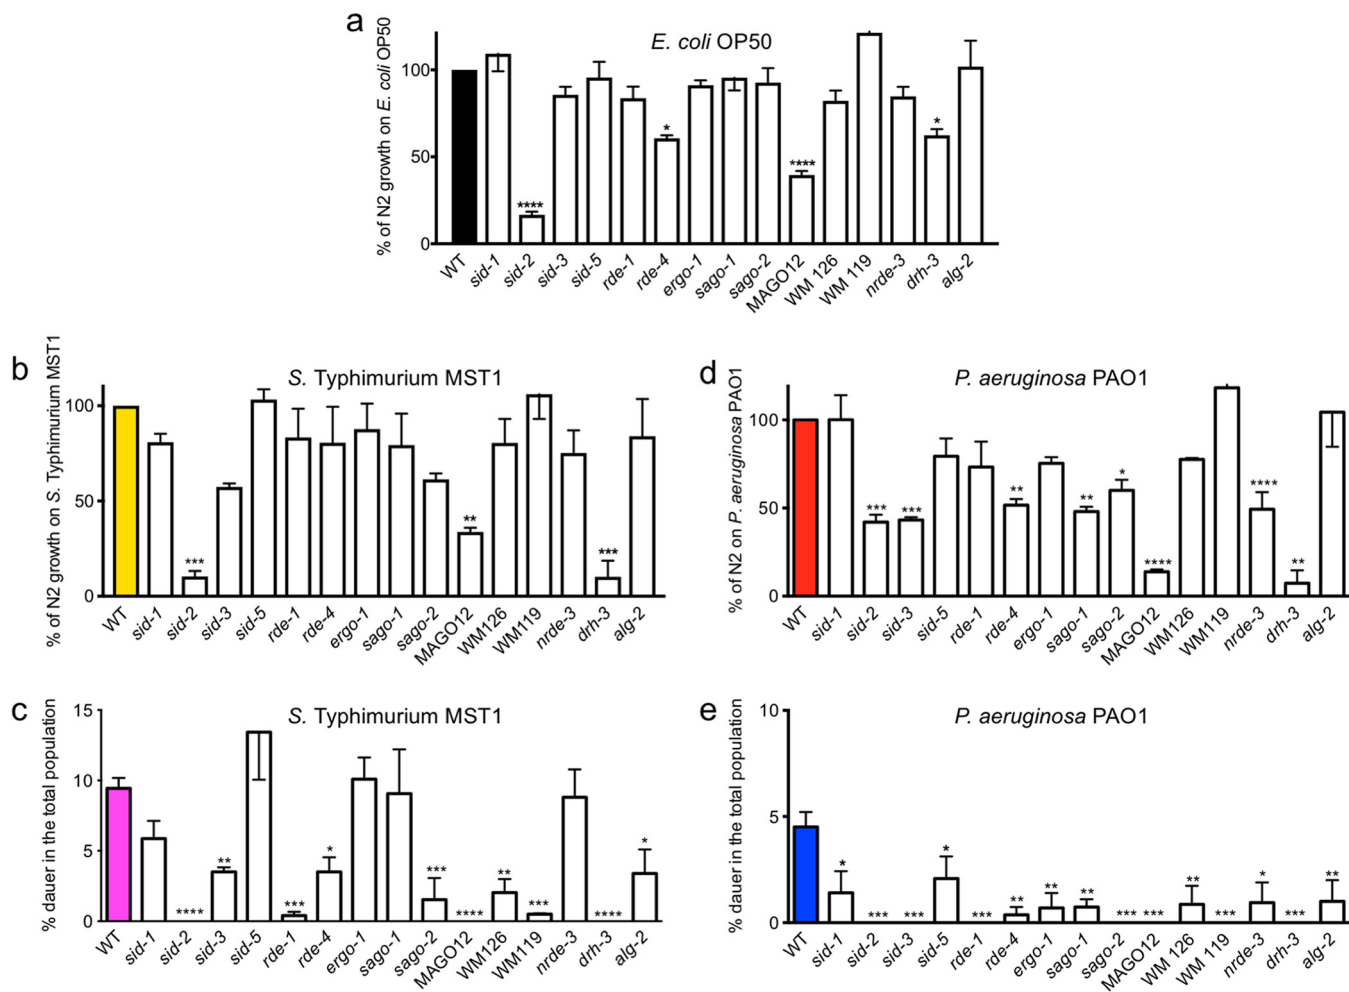 a
E. coli OP50
% of N2 growth on E. coli OP50
100
50
0
*
****
****
*
WT sid-1 sid-2 sid-3 sid-5 rde-1 rde-4 ergo-1 sago-1 sago-2 MAGO12 WM 126 WM 119 nrde-3 drh-3 alg-2
b
S. Typhimurium MST1
% of N2 growth on S. Typhimurium MST1
100
50
0
***
**
***
WT sid-1 sid-2 sid-3 sid-5 rde-1 rde-4 ergo-1 sago-1 sago-2 MAGO12 WM126 WM119 nrde-3 drh-3 alg-2
d
P. aeruginosa PAO1
% of N2 on P. aeruginosa PAO1
100
50
0
*** *** ** ** * **** **** **
WT sid-1 sid-2 sid-3 sid-5 rde-1 rde-4 ergo-1 sago-1 sago-2 MAGO12 WM126 WM119 nrde-3 drh-3 alg-2
c
S. Typhimurium MST1
% dauer in the total population
15
10
5
0
**** ** *** * *** **** ** *** **** *
WT sid-1 sid-2 sid-3 sid-5 rde-1 rde-4 ergo-1 sago-1 sago-2 MAGO12 WM126 WM119 nrde-3 drh-3 alg-2
e
P. aeruginosa PAO1
% dauer in the total population
10
5
0
* *** *** * *** ** ** ** *** *** ** *** * *** **
WT sid-1 sid-2 sid-3 sid-5 rde-1 rde-4 ergo-1 sago-1 sago-2 MAGO12 WM 126 WM 119 nrde-3 drh-3 alg-2